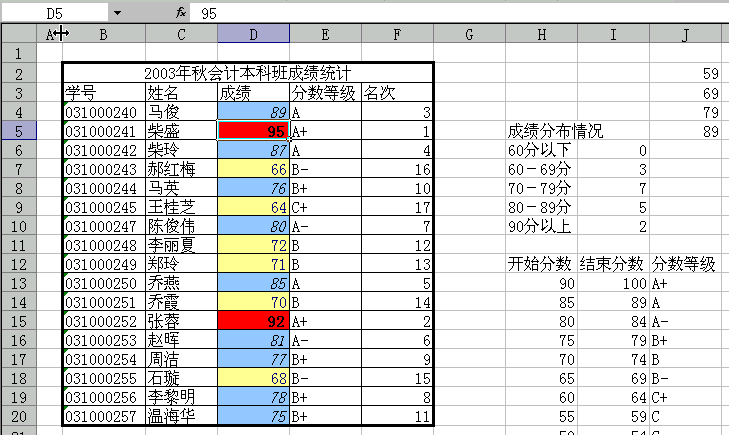 D5 fx 95
A B C D E F G H I J
1
2 2003年秋会计本科班成绩统计 59
3 学号 姓名 成绩 分数等级 名次 69
4 031000240 马俊 89 A 3 79
5 031000241 柴盛 95 A+ 1 成绩分布情况 89
6 031000242 柴玲 87 A 4 60分以下 0
7 031000243 郝红梅 66 B- 16 60－69分 3
8 031000244 马英 76 B+ 10 70－79分 7
9 031000245 王桂芝 64 C+ 17 80－89分 5
10 031000247 陈俊伟 80 A- 7 90分以上 2
11 031000248 李丽夏 72 B 12
12 031000249 郑玲 71 B 13 开始分数 结束分数 分数等级
13 031000250 乔燕 85 A 5 90 100 A+
14 031000251 乔霞 70 B 14 85 89 A
15 031000252 张蓉 92 A+ 2 80 84 A-
16 031000253 赵晖 81 A- 6 75 79 B+
17 031000254 周洁 77 B+ 9 70 74 B
18 031000255 石璇 68 B- 15 65 69 B-
19 031000256 李黎明 78 B+ 8 60 64 C+
20 031000257 温海华 75 B+ 11 55 59 C